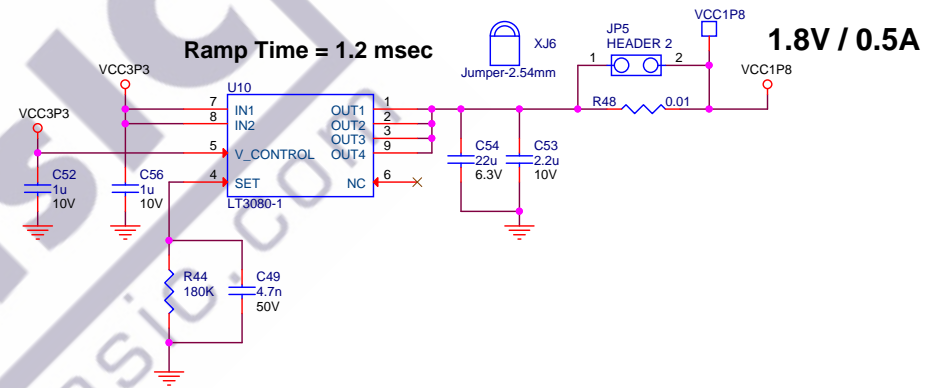 Ramp Time = 1.2 msec
XJ6
Jumper-2.54mm
JP5
HEADER 2
1
2
VCC1P8
1.8V / 0.5A
VCC1P8
R48
0.01
VCC3P3
VCC3P3
U10
7
IN1
8
IN2
5
V_CONTROL
4
SET
OUT1
1
OUT2
2
OUT3
3
OUT4
9
NC
6
LT3080-1
C52
1u
10V
C56
1u
10V
C54
22u
6.3V
C53
2.2u
10V
R44
180K
C49
4.7n
50V